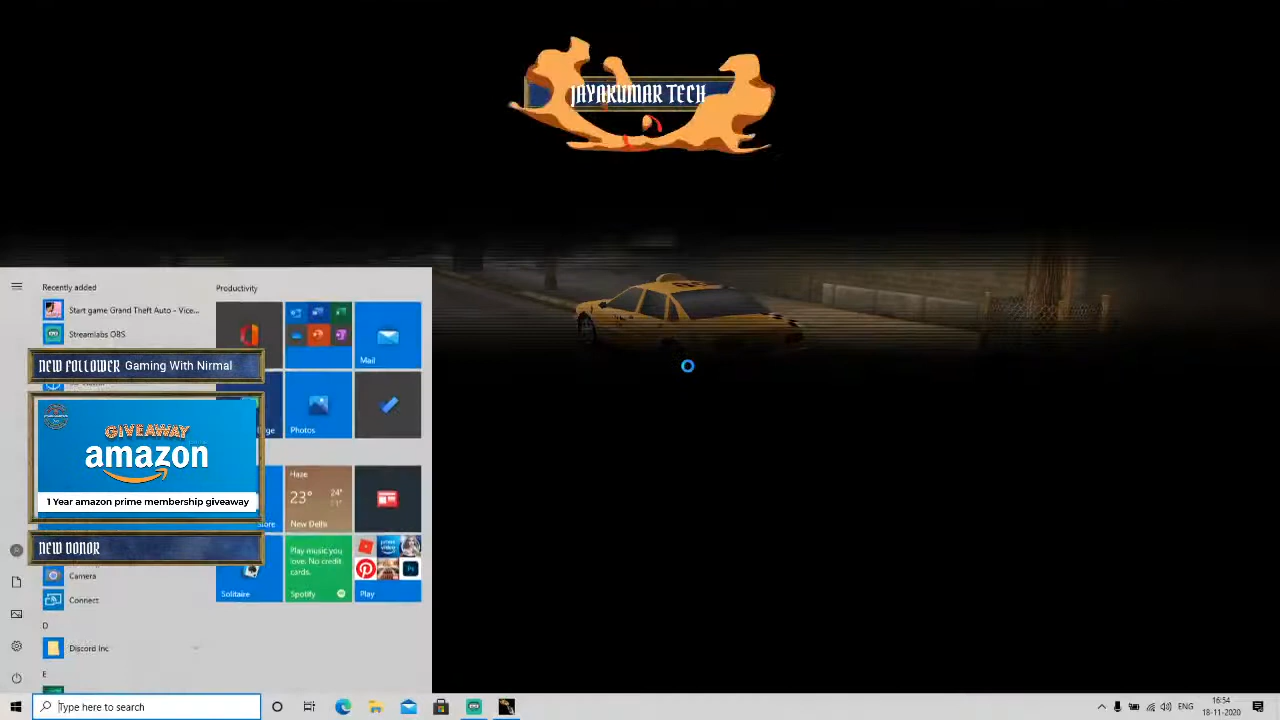 JAYAKUMAR TECH
Recently added
Start game Grand Theft Auto - Vice...
Streamlabs OBS
NEW FOLLOWER Gaming With Nirmal
GIVEAWAY
amazon
1 Year amazon prime membership giveaway
NEW DONOR
Camera
Connect
D
Discord Inc
E
Productivity
Mail
Photos
Haze
23°
24°
New Delhi
Solitaire
Play music you
love. No credit
cards.
Spotify
Play
Type here to search
ENG
16:54
18-11-2020